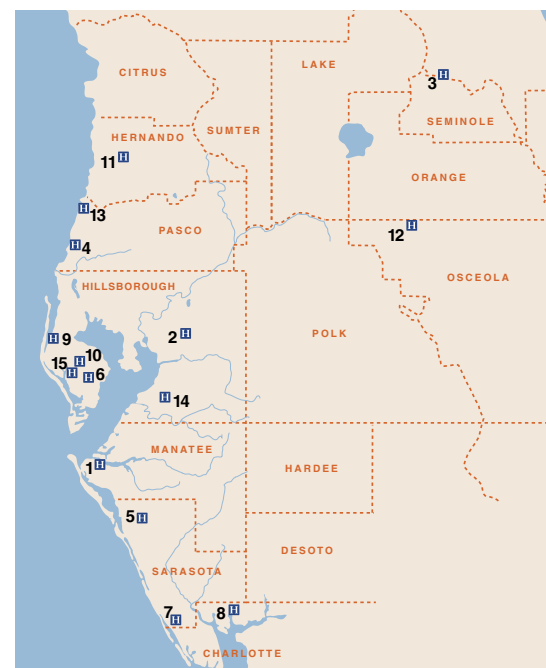 LAKE
CITRUS
3 H
SEMINOLE
SUMTER
HERNANDO
11 H
ORANGE
H
13
PASCO
H
12
H 4
OSCEOLA
HILLSBOROUGH
H 9
2 H
POLK
H 10
15 H
H 6
H 14
MANATEE
1 H
HARDEE
5 H
DESOTO
SARASOTA
7 H
8 H
CHARLOTTE